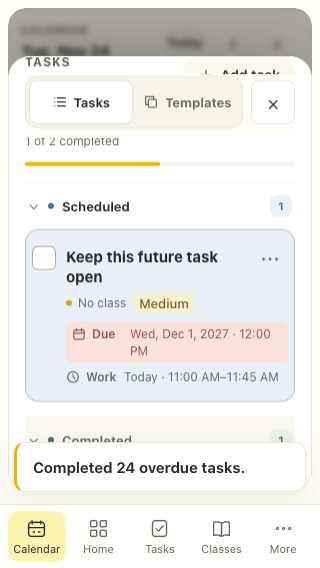 CALENDAR
Tue, Nov 24
Today
TASKS
Add task
Tasks
Templates
1 of 2 completed
Scheduled
1
Keep this future task
open
No class
Medium
Due
Wed, Dec 1, 2027 · 12:00
PM
Work
Today · 11:00 AM–11:45 AM
Completed
1
Completed 24 overdue tasks.
Calendar
Home
Tasks
Classes
More